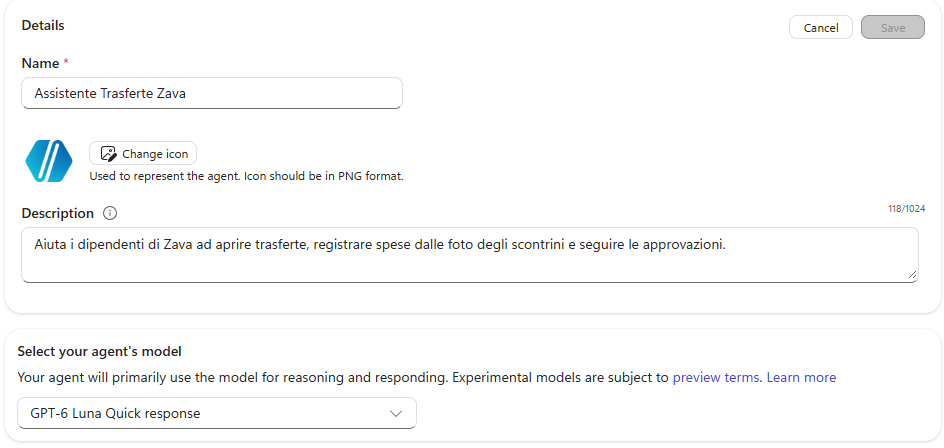 Details
Cancel
Save
Name *
Assistente Trasferte Zava
Change icon
Used to represent the agent. Icon should be in PNG format.
Description
118/1024
Aiuta i dipendenti di Zava ad aprire trasferte, registrare spese dalle foto degli scontrini e seguire le approvazioni.
Select your agent's model
Your agent will primarily use the model for reasoning and responding. Experimental models are subject to preview terms. Learn more
GPT-6 Luna Quick response